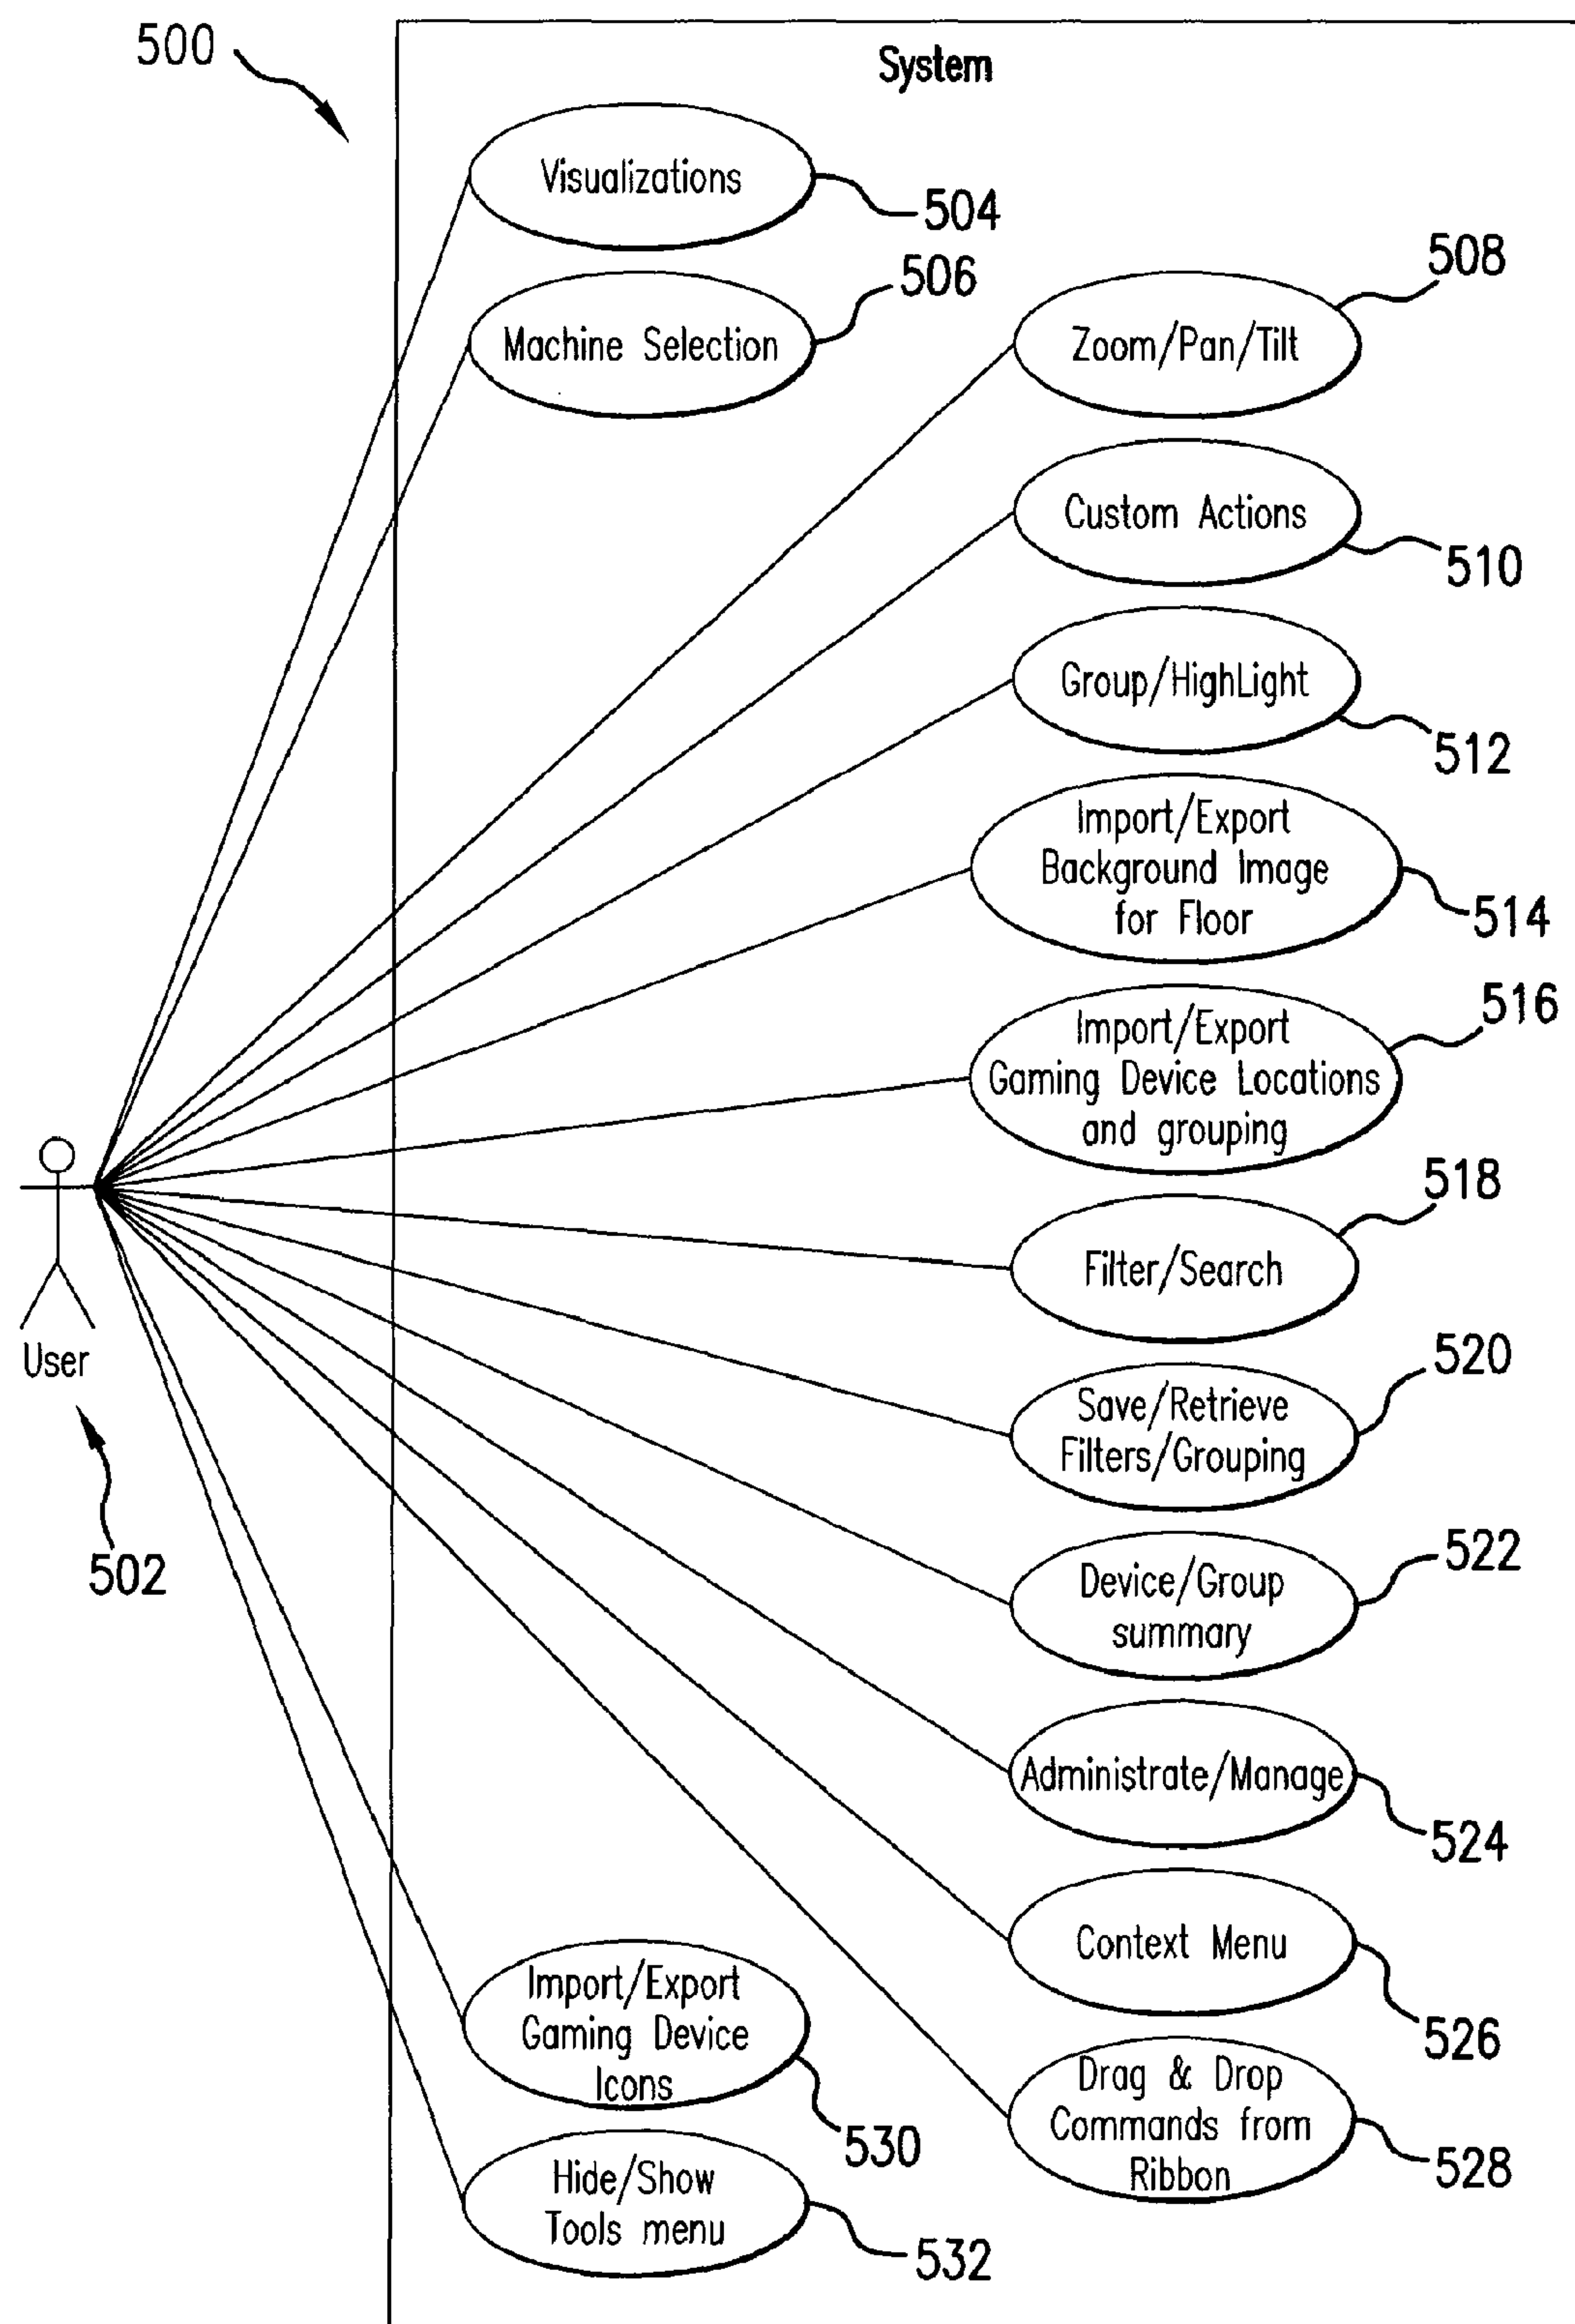 500
System
Visualizations
504
506
Machine Selection
508
Zoom/Pan/Tilt
Custom Actions
510
Group/HighLight
512
Import/Export
Background Image
for Floor
514
516
Import/Export
Gaming Device Locations
and grouping
518
Filter/Search
User
502
520
Save/Retrieve
Filters/Grouping
522
Device/Group
summary
Administrate/Manage
524
Context Menu
526
Import/Export
Gaming Device
Icons
530
Drag & Drop
Commands from
Ribbon
528
Hide/Show
Tools menu
532